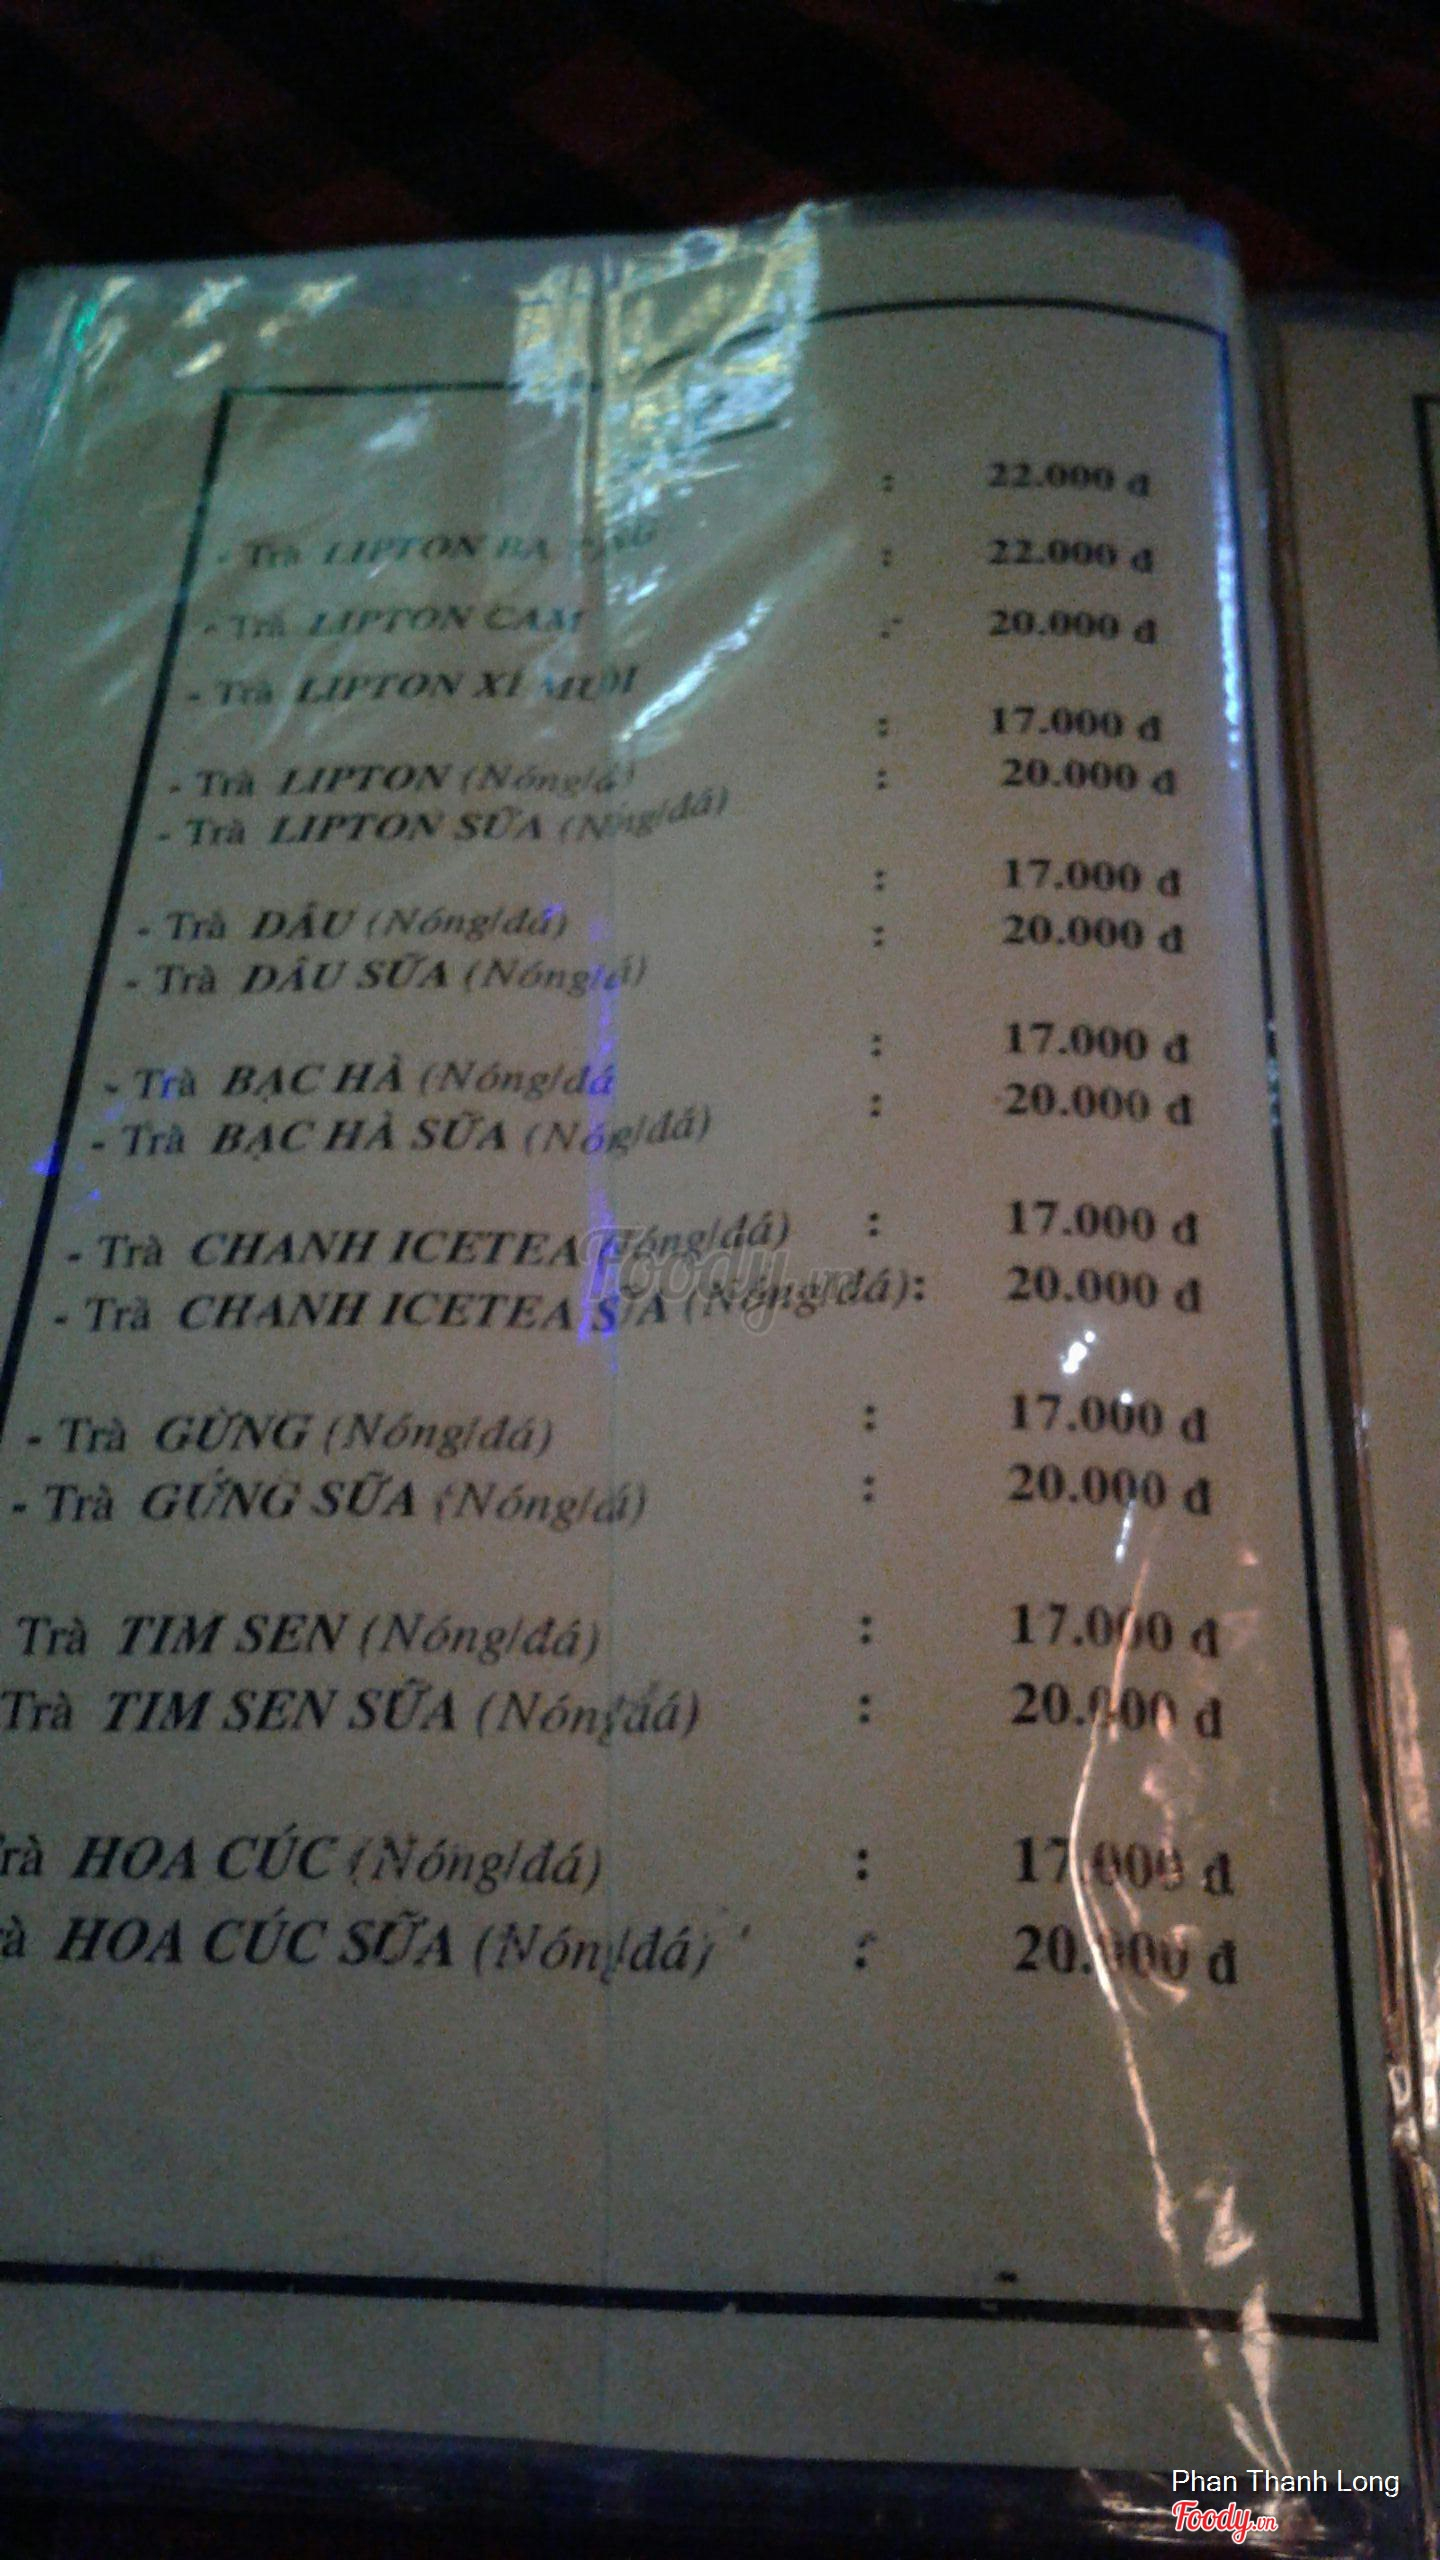 - Trà LIPTON BẠ : 22.000 đ
- Trà LIPTON CAM : 22.000 đ
- Trà LIPTON XÍ MUỘI : 20.000 đ
- Trà LIPTON (Nóng/đá) : 17.000 đ
- Trà LIPTON SỮA (Nóng/đá) : 20.000 đ
- Trà DÂU (Nóng/đá) : 17.000 đ
- Trà DÂU SỮA (Nóng/đá) : 20.000 đ
- Trà BẠC HÀ (Nóng/đá : 17.000 đ
- Trà BẠC HÀ SỮA (Nóng/đá) : 20.000 đ
- Trà CHANH ICETEA (Nóng/đá) : 17.000 đ
- Trà CHANH ICETEA SỮA (Nóng/đá): 20.000 đ
- Trà GỪNG (Nóng/đá) : 17.000 đ
- Trà GỪNG SỮA (Nóng/đá) : 20.000 đ
Trà TIM SEN (Nóng/đá) : 17.000 đ
Trà TIM SEN SỮA (Nóng/đá) : 20.000 đ
rà HOA CÚC (Nóng/đá) : 17.000 đ
rà HOA CÚC SỮA (Nóng/đá) : 20.000 đ
Foody.vn
Phan Thanh Long
Foody.vn